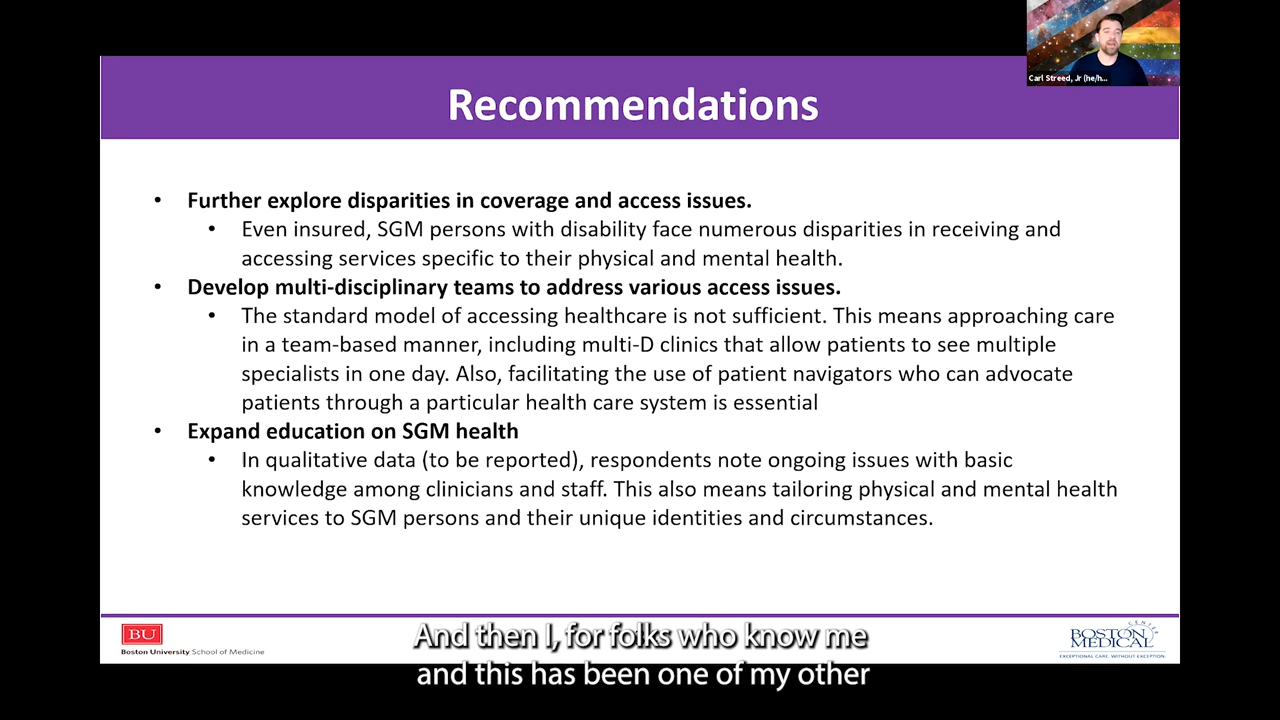 Carl Streed, Jr (he/h...
Recommendations
• Further explore disparities in coverage and access issues.
• Even insured, SGM persons with disability face numerous disparities in receiving and
accessing services specific to their physical and mental health.
• Develop multi-disciplinary teams to address various access issues.
• The standard model of accessing healthcare is not sufficient. This means approaching care
in a team-based manner, including multi-D clinics that allow patients to see multiple
specialists in one day. Also, facilitating the use of patient navigators who can advocate
patients through a particular health care system is essential
• Expand education on SGM health
• In qualitative data (to be reported), respondents note ongoing issues with basic
knowledge among clinicians and staff. This also means tailoring physical and mental health
services to SGM persons and their unique identities and circumstances.
BU
Boston University School of Medicine
BOSTON
MEDICAL
CENTER
EXCEPTIONAL CARE. WITHOUT EXCEPTION.
And then I, for folks who know me
and this has been one of my other